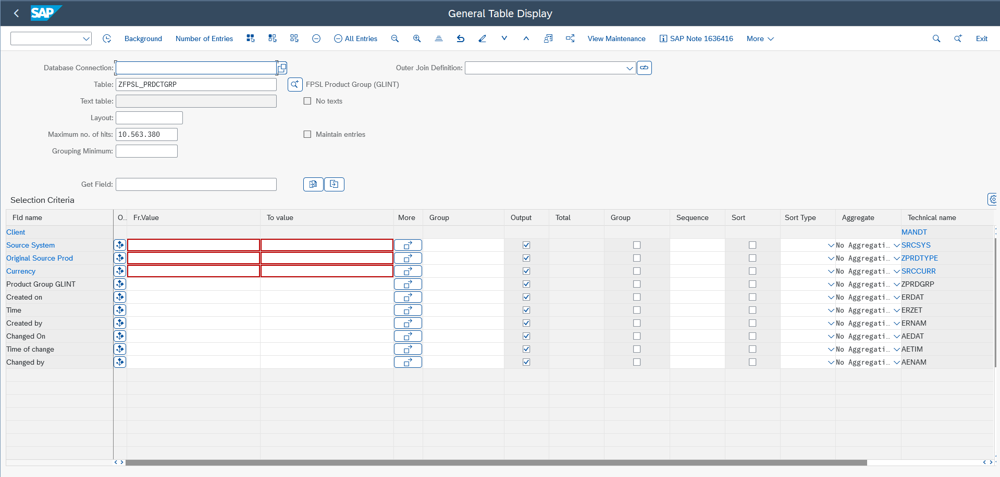 SAP
General Table Display
Background Number of Entries All Entries View Maintenance SAP Note 1636416 More Exit
Database Connection: Outer Join Definition:
Table: ZFPSL_PRDCTGRP FPSL Product Group (GLINT)
Text table: No texts
Layout:
Maximum no. of hits: 10.563.380 Maintain entries
Grouping Minimum:
Get Field:
Selection Criteria
Fld name O... Fr.Value To value More Group Output Total Group Sequence Sort Sort Type Aggregate Technical name
Client MANDT
Source System No Aggregati... SRCSYS
Original Source Prod No Aggregati... ZPRDTYPE
Currency No Aggregati... SRCCURR
Product Group GLINT No Aggregati... ZPRDGRP
Created on No Aggregati... ERDAT
Time No Aggregati... ERZET
Created by No Aggregati... ERNAM
Changed On No Aggregati... AEDAT
Time of change No Aggregati... AETIM
Changed by No Aggregati... AENAM